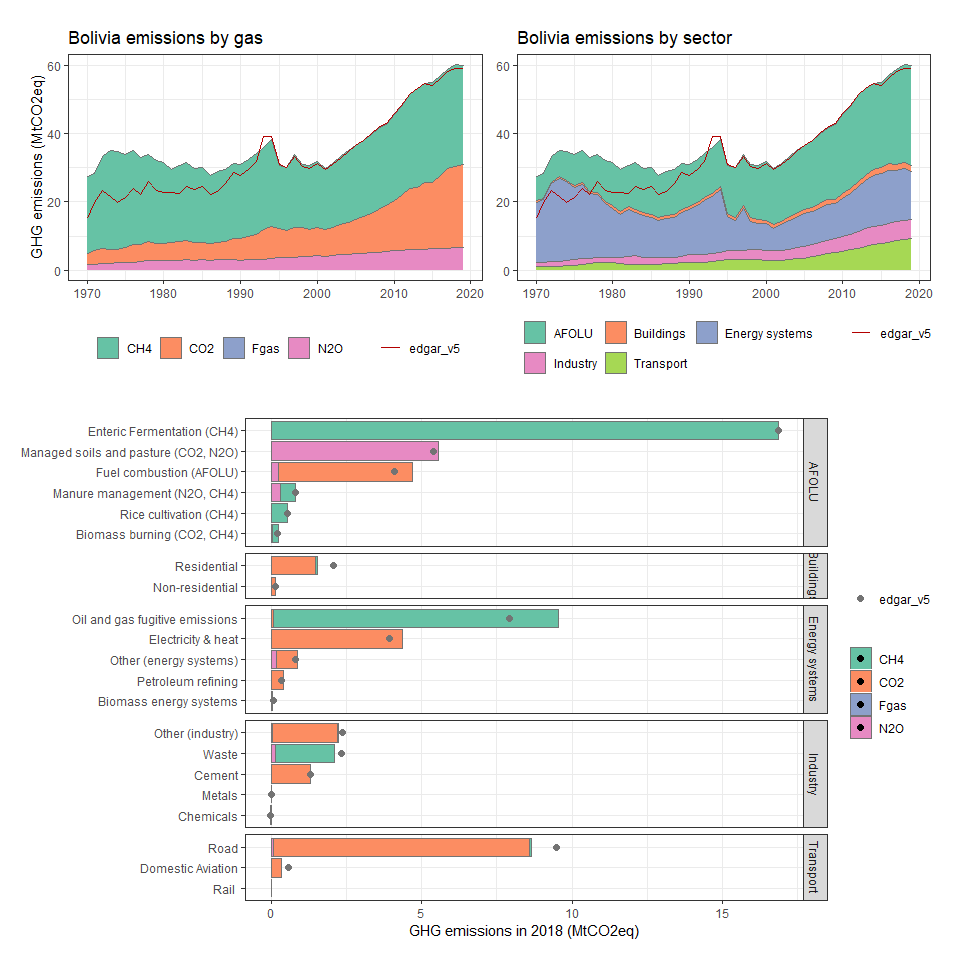 Bolivia emissions by gas
Bolivia emissions by sector
GHG emissions (MtCO2eq)
60
40
20
0
1970 1980 1990 2000 2010 2020
60
40
20
0
1970 1980 1990 2000 2010 2020
CH4 CO2 Fgas N2O edgar_v5
AFOLU Buildings Energy systems edgar_v5
Industry Transport
Enteric Fermentation (CH4)
Managed soils and pasture (CO2, N2O)
Fuel combustion (AFOLU)
Manure management (N2O, CH4)
Rice cultivation (CH4)
Biomass burning (CO2, CH4)
AFOLU
Residential
Non-residential
Buildings
Oil and gas fugitive emissions
Electricity & heat
Other (energy systems)
Petroleum refining
Biomass energy systems
Energy systems
Other (industry)
Waste
Cement
Metals
Chemicals
Industry
Road
Domestic Aviation
Rail
Transport
0 5 10 15
GHG emissions in 2018 (MtCO2eq)
edgar_v5
CH4
CO2
Fgas
N2O